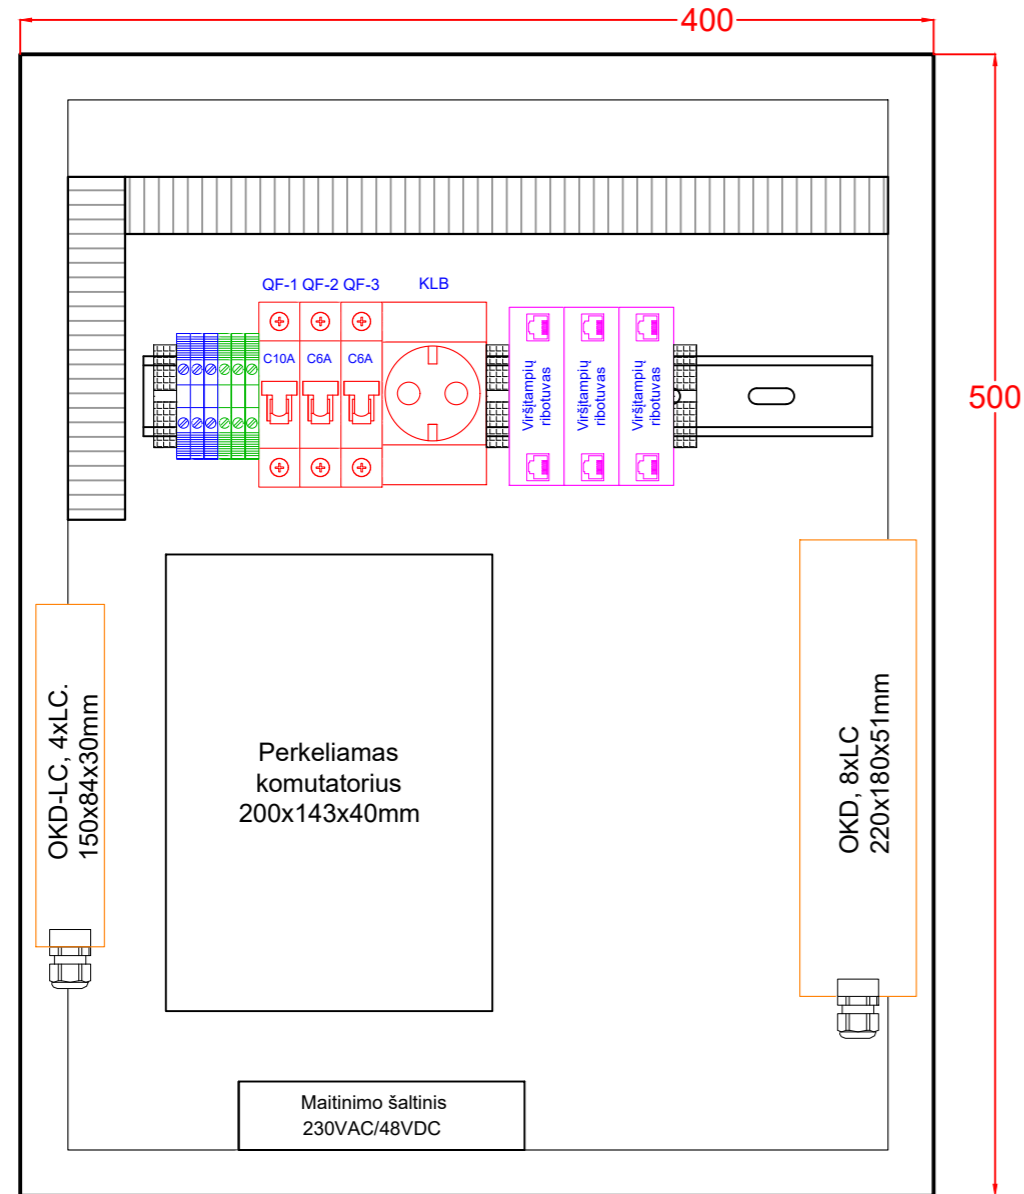 400
500
QF-1 QF-2 QF-3 KLB
C10A C6A C6A
Viršįtampių
ribotuvas
Viršįtampių
ribotuvas
Viršįtampių
ribotuvas
OKD-LC, 4xLC.
150x84x30mm
Perkeliamas
komutatorius
200x143x40mm
OKD, 8xLC
220x180x51mm
Maitinimo šaltinis
230VAC/48VDC